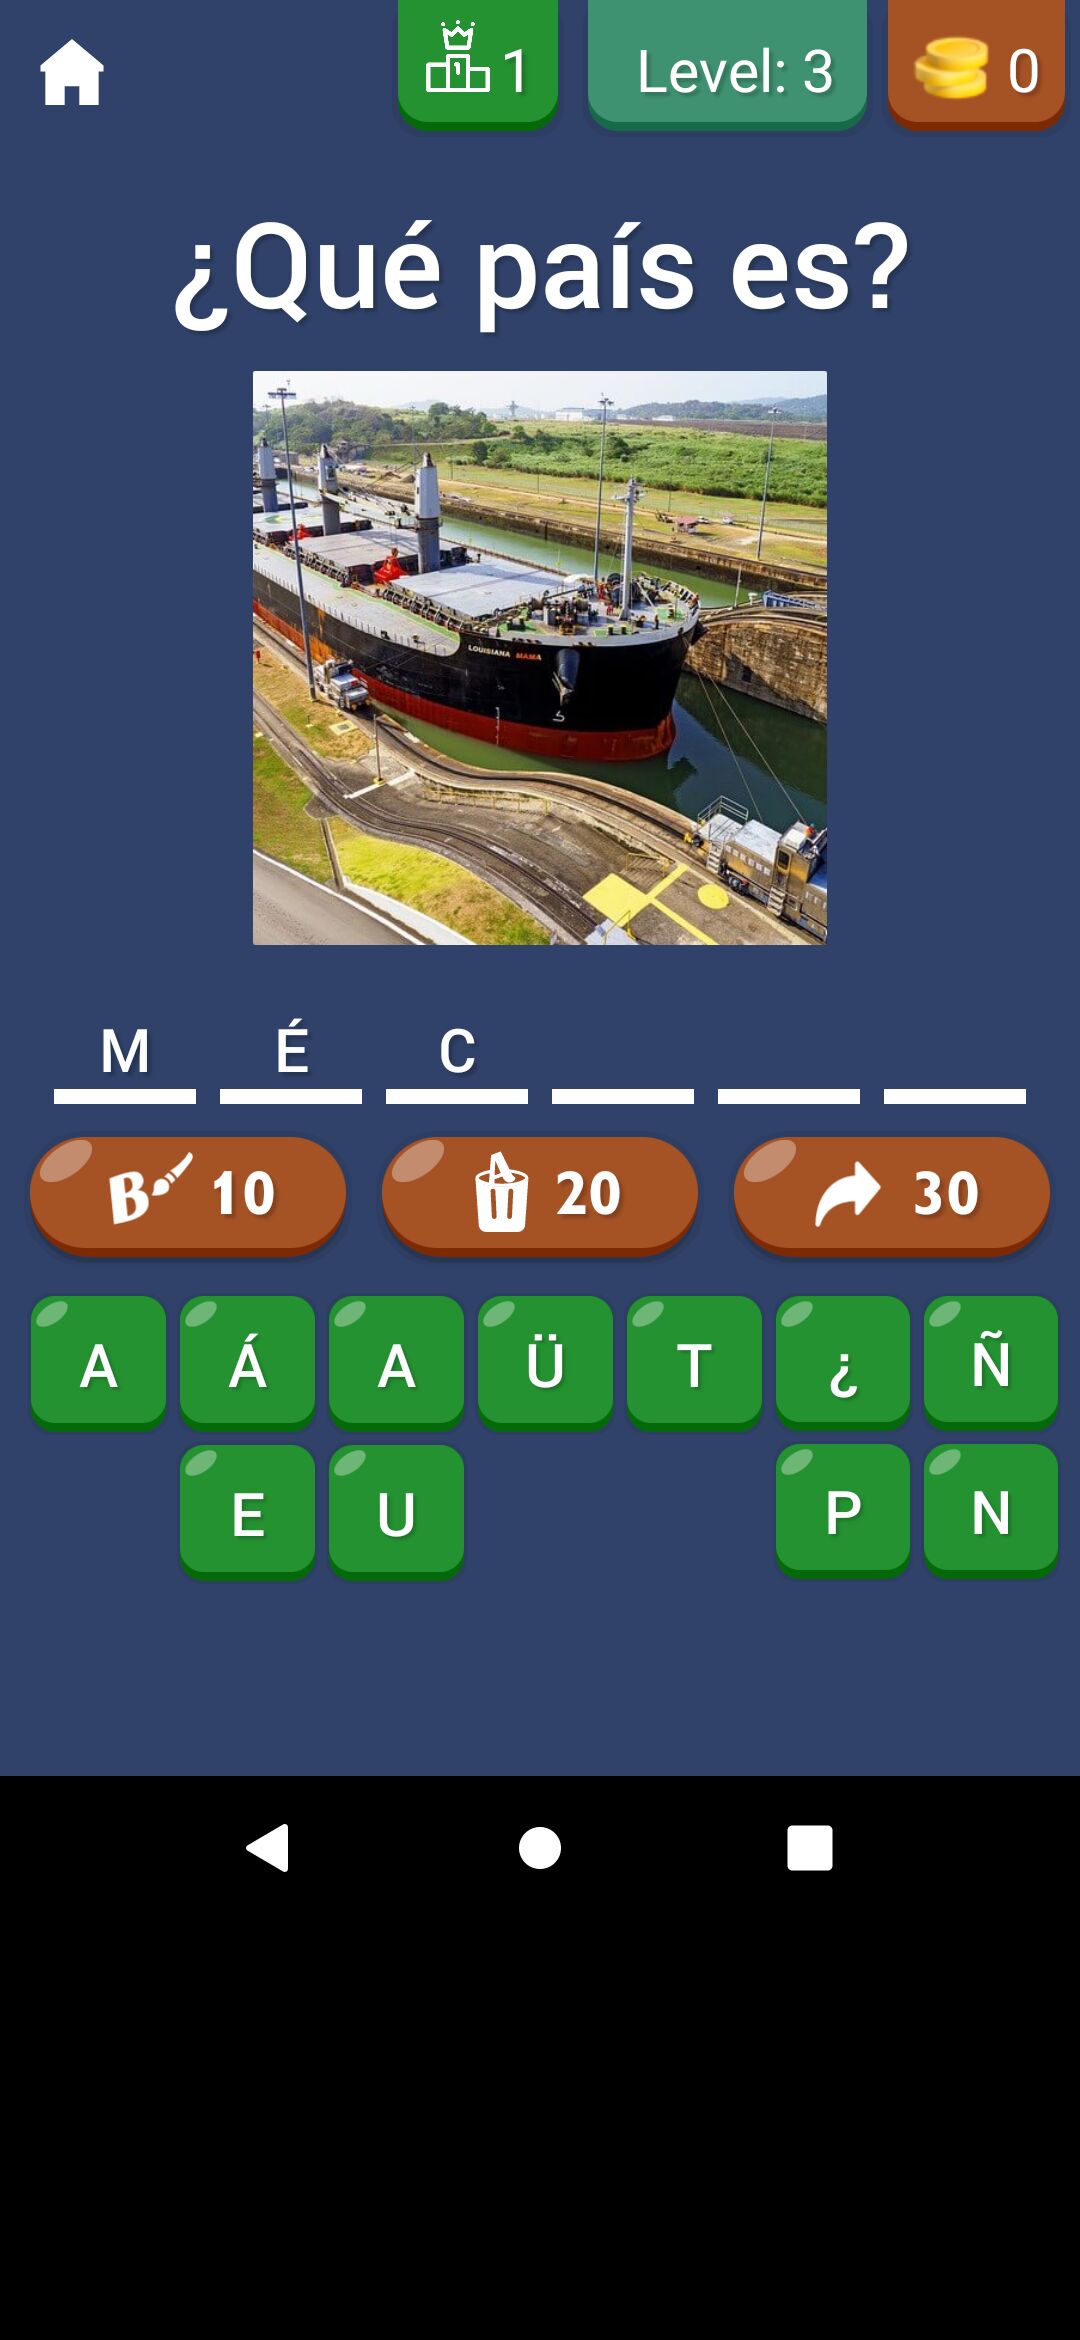 1 Level: 3 0
¿Qué país es?
LOUISIANA MAMA
M É C
B 10 20 30
A Á A Ü T ¿ Ñ
E U P N